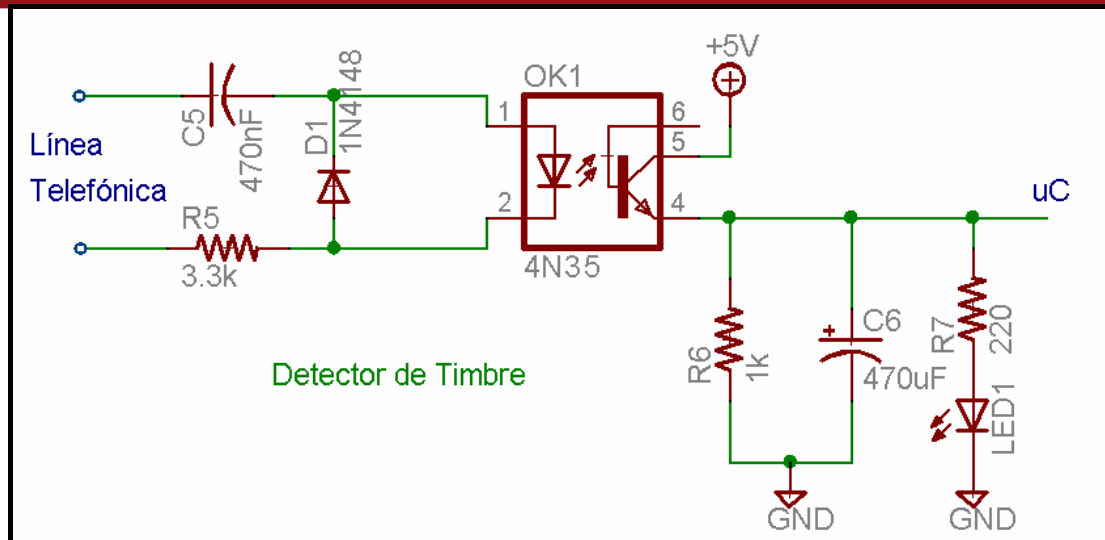 C5
470nF
D1
1N4148
OK1
+5V
Línea
Telefónica
1
2
6
5
4
uC
R5
3.3k
4N35
R6
1k
C6
+
470uF
R7
220
LED1
Detector de Timbre
GND
GND